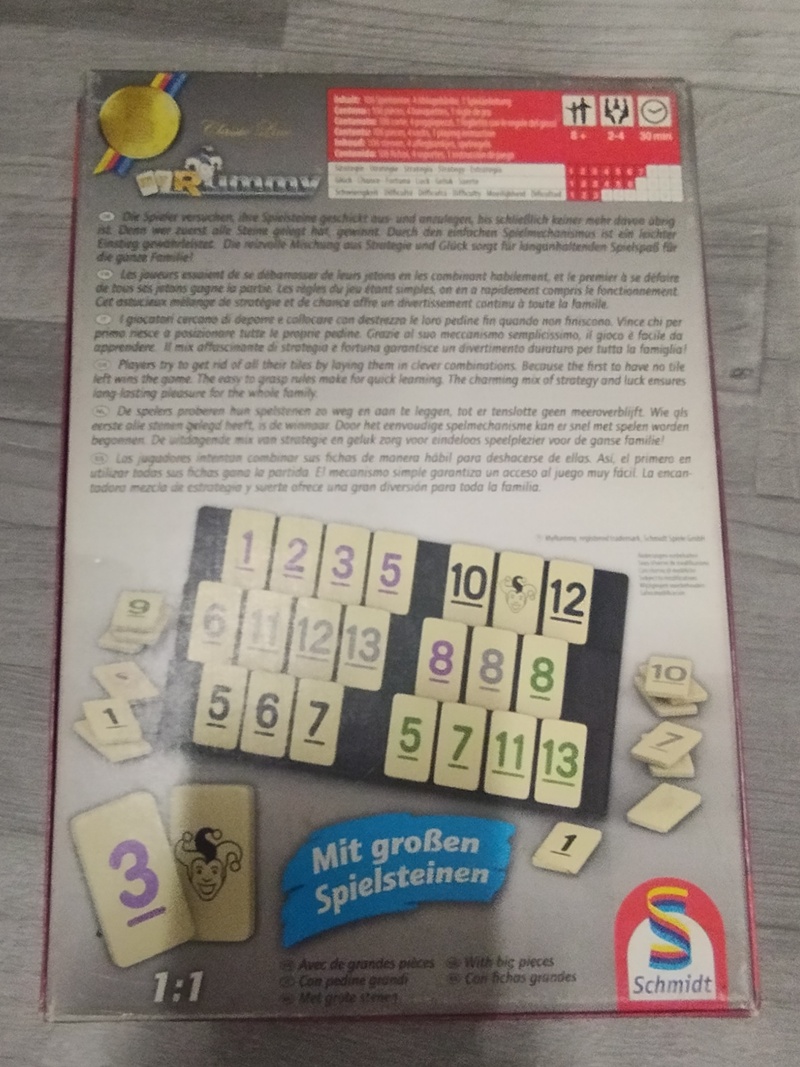 Classic Line
Rummy
8+ 2-4 30 min
Die Spieler versuchen, ihre Spielsteine geschickt aus- und anzulegen, bis schließlich keiner mehr davon übrig
ist. Denn wer zuerst alle Steine gelegt hat, gewinnt. Durch den einfachen Spielmechanismus ist ein leichter
Einstieg gewährleistet. Die reizvolle Mischung aus Strategie und Glück sorgt für langanhaltenden Spielspaß für
die ganze Familie!
Les joueurs essaient de se débarrasser de leurs jetons en les combinant habilement, et le premier à se défaire
de tous ses jetons gagne la partie. Les règles du jeu étant simples, on en a rapidement compris le fonctionnement.
Cet astucieux mélange de stratégie et de chance offre un divertissement continu à toute la famille.
I giocatori cercano di deporre e collocare con destrezza le loro pedine fin quando non finiscono. Vince chi per
primo riesce a posizionare tutte le proprie pedine. Grazie al suo meccanismo semplicissimo, il gioco è facile da
apprendere. Il mix affascinante di strategia e fortuna garantisce un divertimento duraturo per tutta la famiglia!
Players try to get rid of all their tiles by laying them in clever combinations. Because the first to have no tile
left wins the game. The easy to grasp rules make for quick learning. The charming mix of strategy and luck ensures
long-lasting pleasure for the whole family.
De spelers proberen hun spelstenen zo weg en aan te leggen, tot er tenslotte geen meeroverblijft. Wie als
eerste alle stenen gelegd heeft, is de winnaar. Door het eenvoudige spelmechanisme kan er snel met spelen worden
begonnen. De uitdagende mix van strategie en geluk zorg voor eindeloos speelplezier voor de ganse familie!
Los jugadores intentan combinar sus fichas de manera hábil para deshacerse de ellas. Así, el primero en
utilizar todas sus fichas gana la partida. El mecanismo simple garantiza un acceso al juego muy fácil. La encan-
tadora mezcla de estrategia y suerte ofrece una gran diversión para toda la familia.
1 2 3 5 10 12
9 6 11 12 13 8 8 8 10
1 5 6 7 5 7 11 13 7
3
1
Mit großen
Spielsteinen
Avec de grandes pièces With big pieces
Con pedine grandi Con fichas grandes
Met grote stenen
1:1
Schmidt